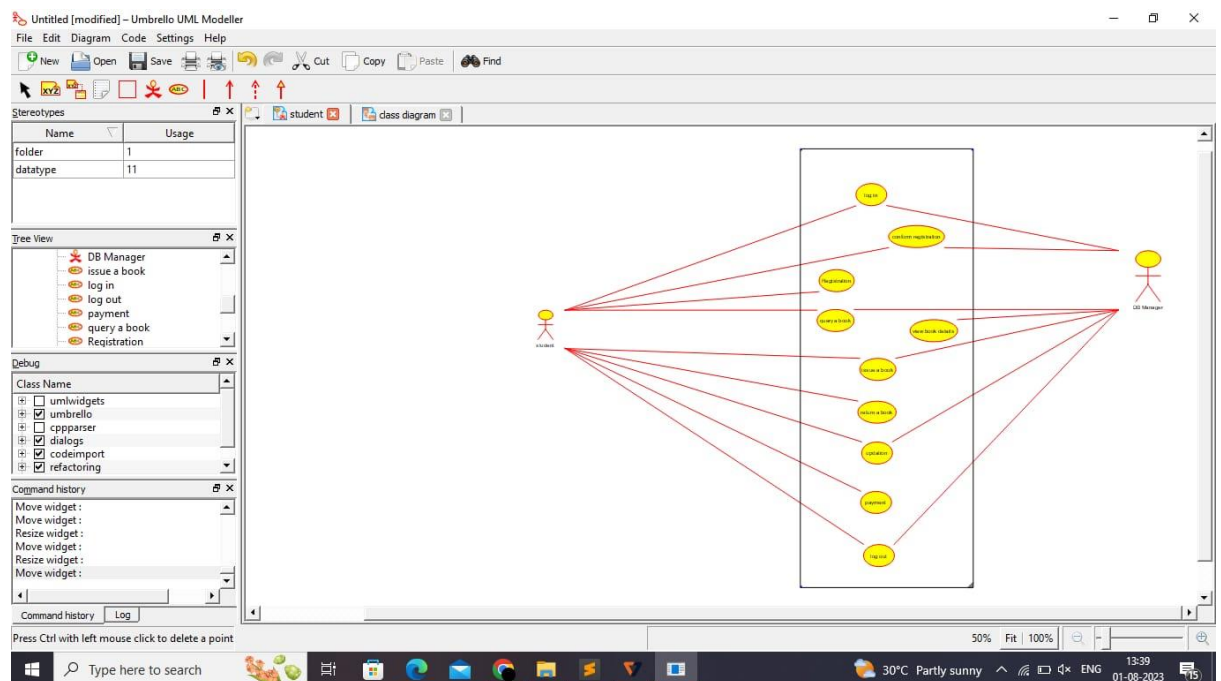 Untitled [modified] – Umbrello UML Modeller
File Edit Diagram Code Settings Help
New Open Save Cut Copy Paste Find
XYZ ABC
Stereotypes
student class diagram
Name Usage
folder 1
datatype 11
Tree View
DB Manager
issue a book
log in
log out
payment
query a book
Registration
Debug
Class Name
umlwidgets
umbrello
cppparser
dialogs
codeimport
refactoring
Command history
Move widget :
Move widget :
Resize widget :
Move widget :
Resize widget :
Move widget :
Command history Log
log in
conform registration
Registration
query a book
view book details
issue a book
return a book
updation
payment
log out
student
DB Manager
Press Ctrl with left mouse click to delete a point
50% Fit 100%
Type here to search
30°C Partly sunny ENG
13:39
01-08-2023
15